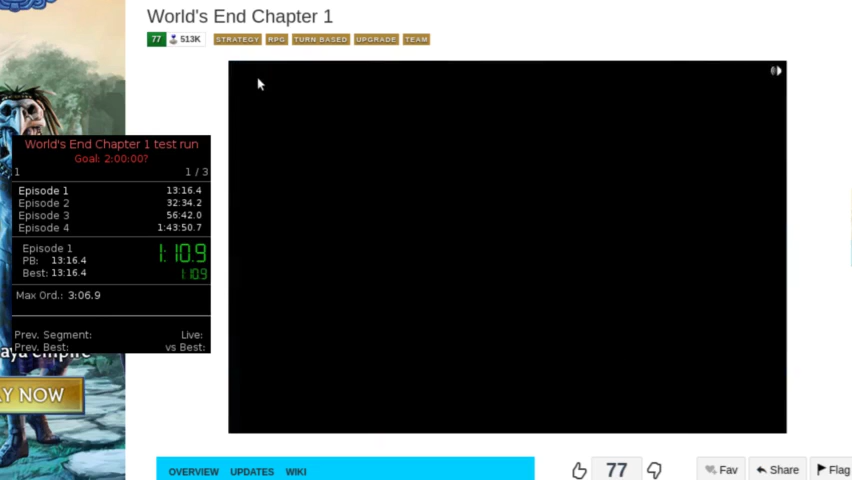 World's End Chapter 1
77 513K STRATEGY RPG TURN BASED UPGRADE TEAM
World's End Chapter 1 test run
Goal: 2:00:00?
1 1 / 3
Episode 1 13:16.4
Episode 2 32:34.2
Episode 3 56:42.0
Episode 4 1:43:50.7
Episode 1 1:10.9
PB: 13:16.4
Best: 13:16.4 1:10.9
Max Ord.: 3:06.9
Prev. Segment: Live:
Prev. Best: vs Best:
aya empire
Y NOW
OVERVIEW UPDATES WIKI 77 Fav Share Flag